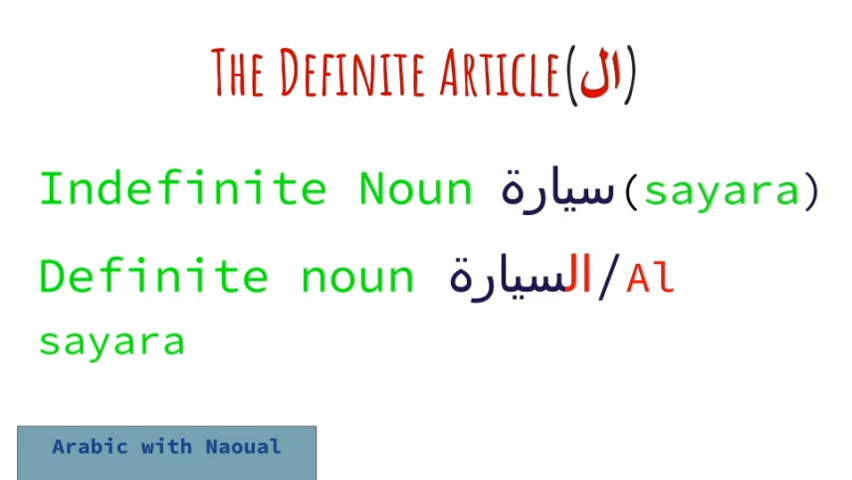 The Definite Article(ال)
Indefinite Noun سيارة(sayara)
Definite noun السيارة/Al
sayara
Arabic with Naoual